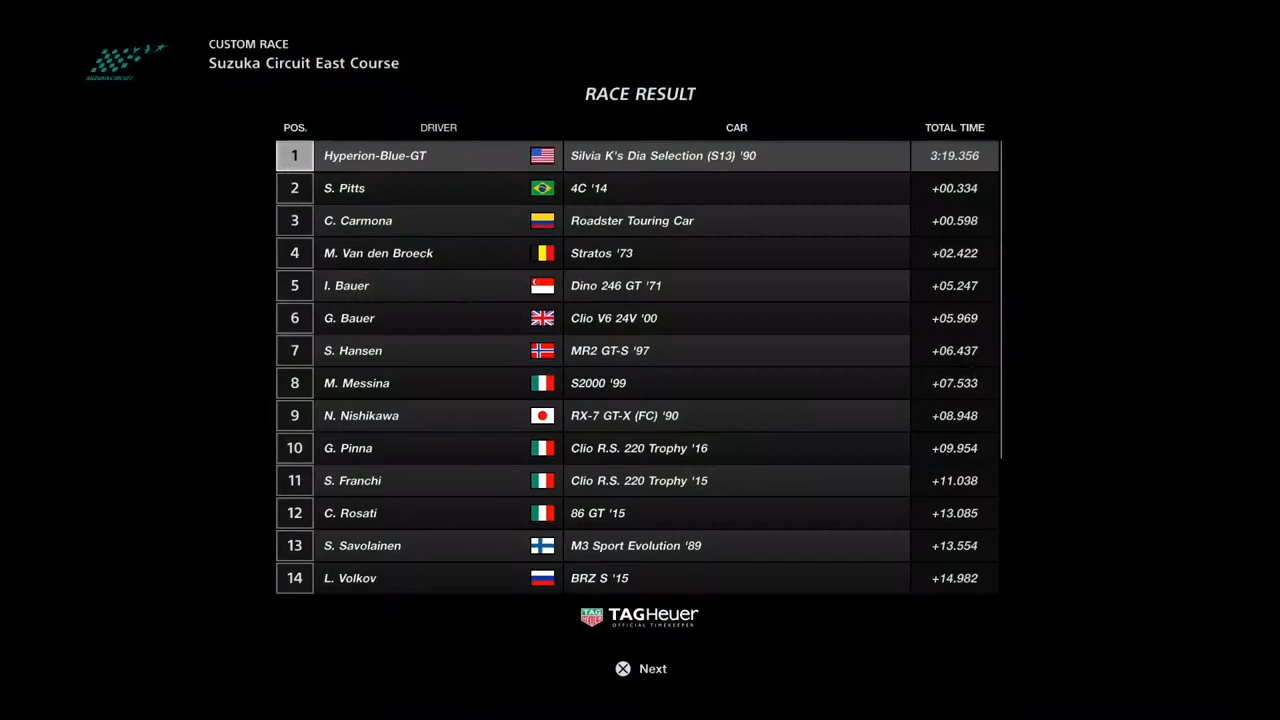 CUSTOM RACE
Suzuka Circuit East Course
SUZUKA CIRCUIT
RACE RESULT
POS. DRIVER CAR TOTAL TIME
1 Hyperion-Blue-GT Silvia K's Dia Selection (S13) '90 3:19.356
2 S. Pitts 4C '14 +00.334
3 C. Carmona Roadster Touring Car +00.598
4 M. Van den Broeck Stratos '73 +02.422
5 I. Bauer Dino 246 GT '71 +05.247
6 G. Bauer Clio V6 24V '00 +05.969
7 S. Hansen MR2 GT-S '97 +06.437
8 M. Messina S2000 '99 +07.533
9 N. Nishikawa RX-7 GT-X (FC) '90 +08.948
10 G. Pinna Clio R.S. 220 Trophy '16 +09.954
11 S. Franchi Clio R.S. 220 Trophy '15 +11.038
12 C. Rosati 86 GT '15 +13.085
13 S. Savolainen M3 Sport Evolution '89 +13.554
14 L. Volkov BRZ S '15 +14.982
TAG HEUER TAGHeuer
OFFICIAL TIMEKEEPER
Next